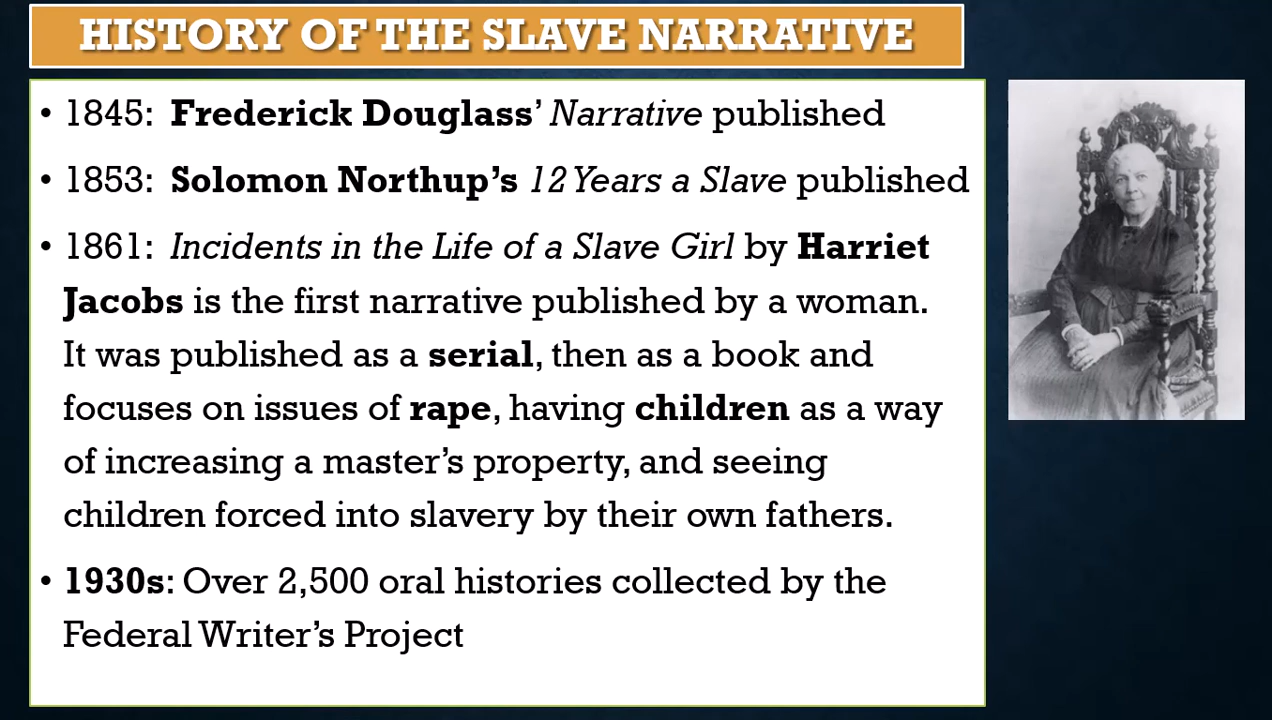 HISTORY OF THE SLAVE NARRATIVE
• 1845: Frederick Douglass’ Narrative published
• 1853: Solomon Northup’s 12 Years a Slave published
• 1861: Incidents in the Life of a Slave Girl by Harriet
Jacobs is the first narrative published by a woman.
It was published as a serial, then as a book and
focuses on issues of rape, having children as a way
of increasing a master’s property, and seeing
children forced into slavery by their own fathers.
• 1930s: Over 2,500 oral histories collected by the
Federal Writer’s Project